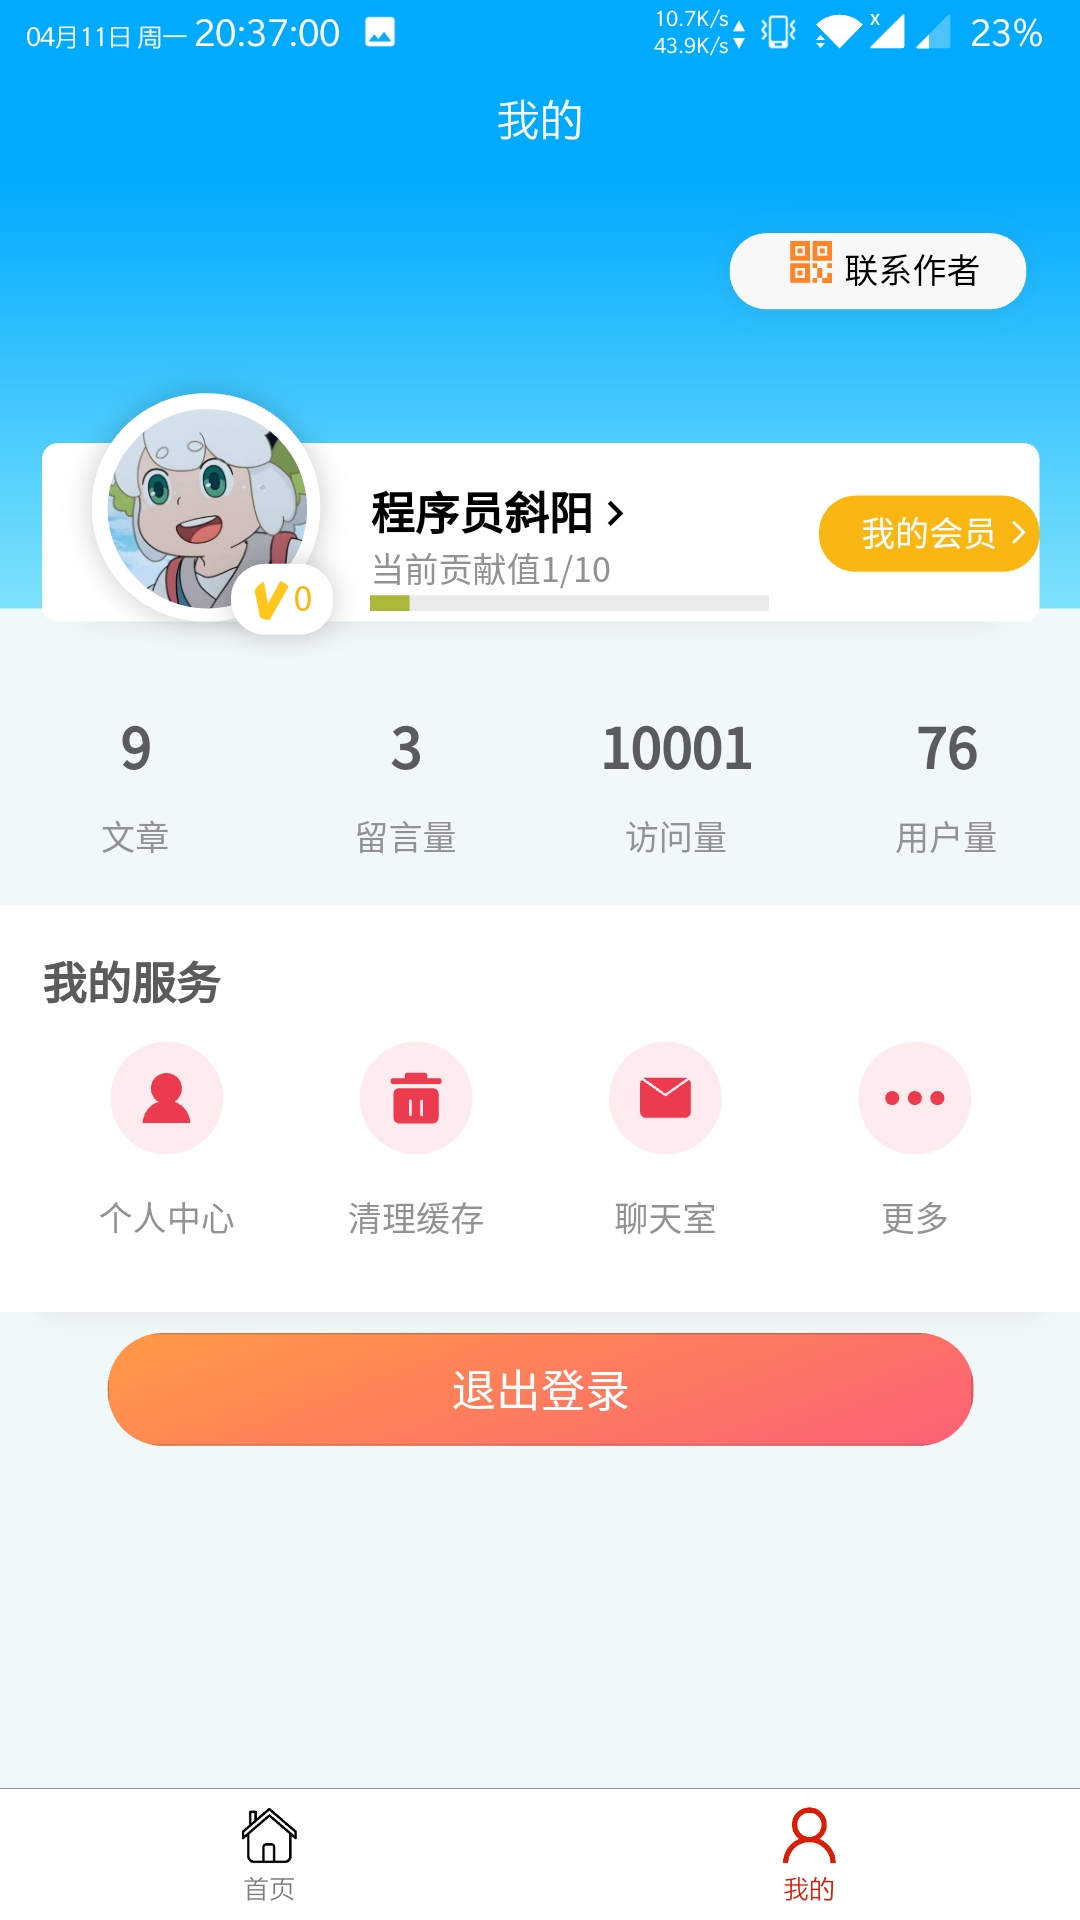 04月11日 周一 20:37:00 10.7K/s 43.9K/s x 23%
我的
联系作者
程序员斜阳
当前贡献值1/10
我的会员
V 0
9 3 10001 76
文章 留言量 访问量 用户量
我的服务
个人中心 清理缓存 聊天室 更多
退出登录
首页 我的